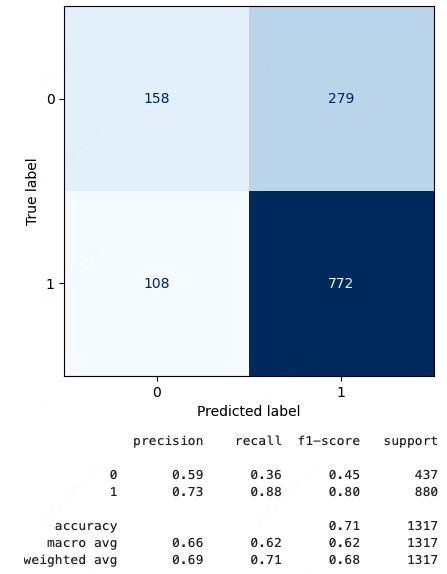 0 158 279
True label
1 108 772
0 1
Predicted label
precision recall f1-score support
0 0.59 0.36 0.45 437
1 0.73 0.88 0.80 880
accuracy 0.71 1317
macro avg 0.66 0.62 0.62 1317
weighted avg 0.69 0.71 0.68 1317